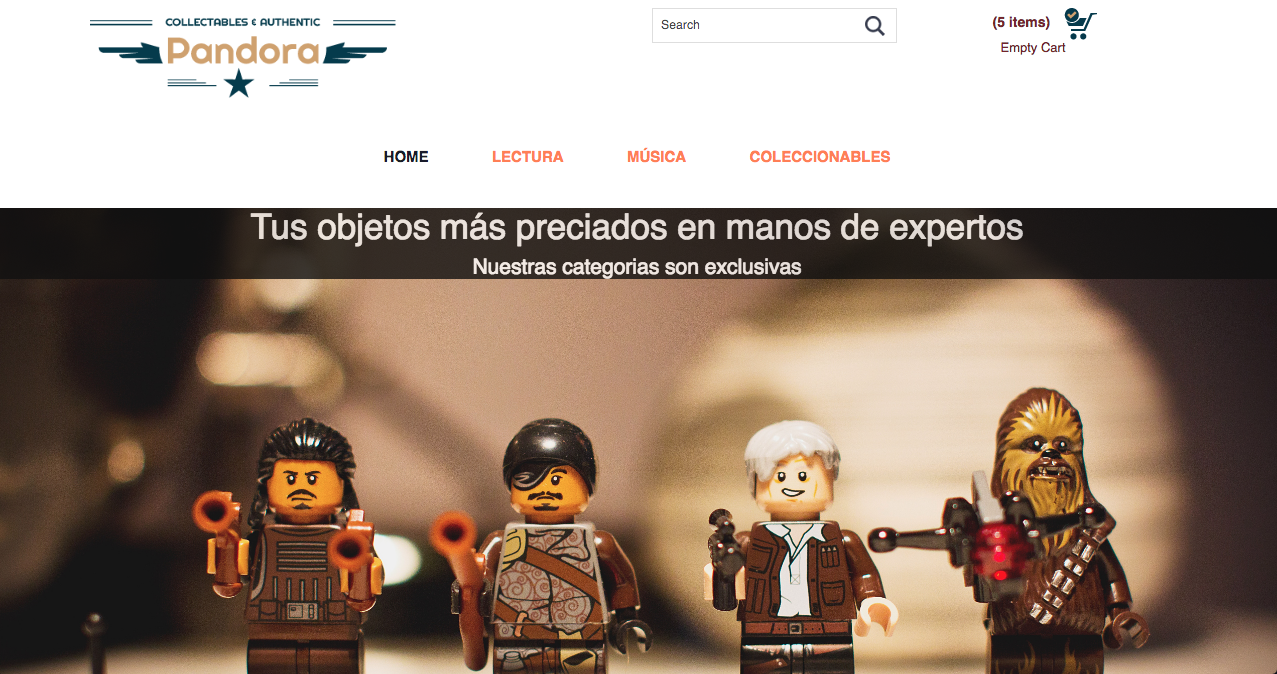 COLLECTABLES & AUTHENTIC
Pandora
Search
(5 items)
Empty Cart
HOME
LECTURA
MÚSICA
COLECCIONABLES
Tus objetos más preciados en manos de expertos
Nuestras categorias son exclusivas